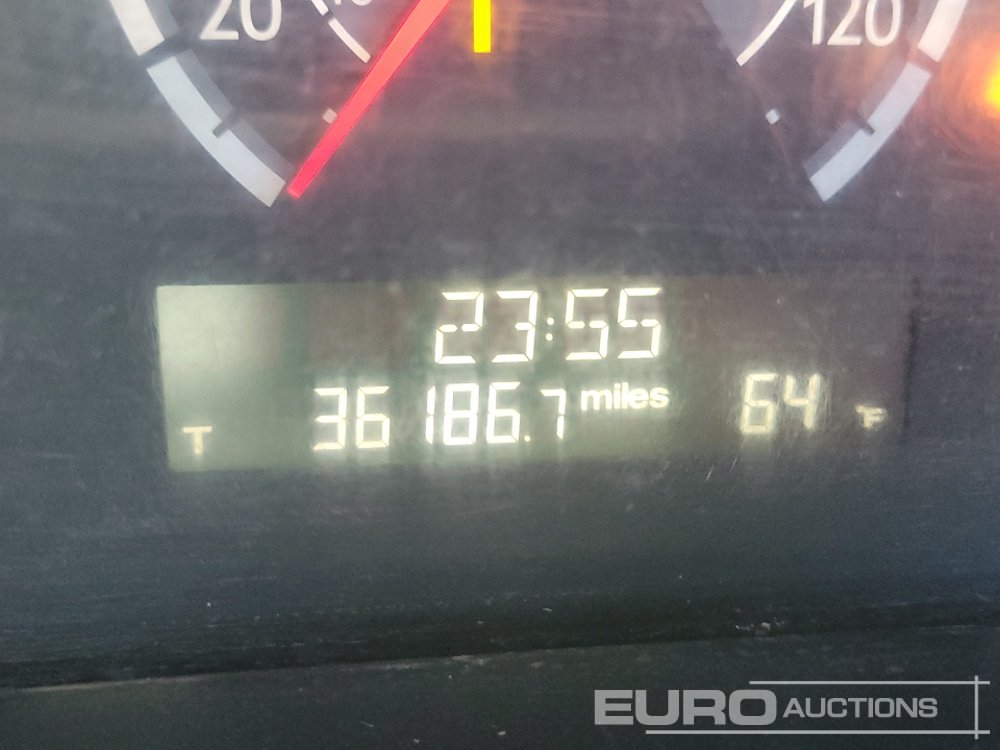 20
120
23:55
T 36 186.7 miles 64 °F
EURO AUCTIONS